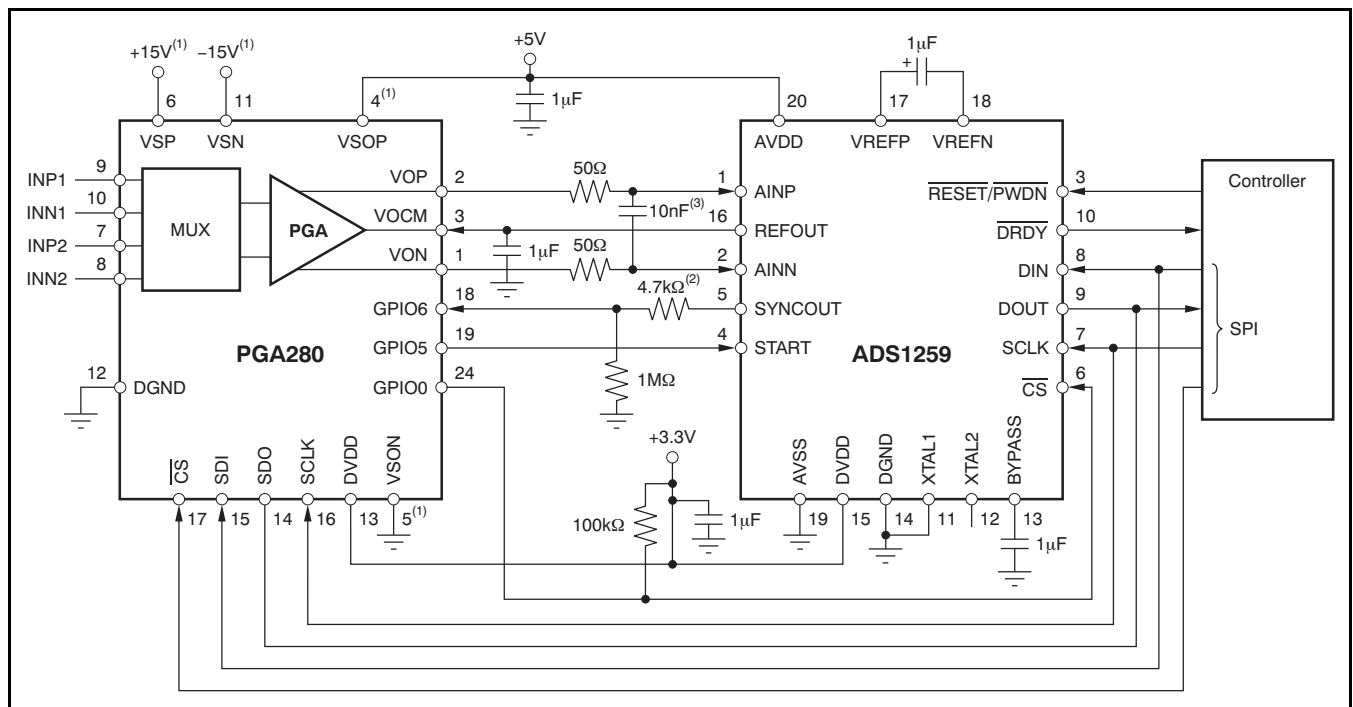 +15V(1) −15V(1)
+5V
1µF
+
6 11 4(1)
1µF
20 17 18
VSP VSN VSOP
AVDD VREFP VREFN
INP1 9
INN1 10
INP2 7
INN2 8
MUX
PGA
VOP 2
50Ω
1 AINP
VOCM 3
10nF(3)
16 REFOUT
1µF
VON 1
50Ω
2 AINN
GPIO6 18
4.7kΩ(2)
5 SYNCOUT
GPIO5 19
4 START
GPIO0 24
1MΩ
PGA280
12 DGND
ADS1259
RESET/PWDN 3
DRDY 10
DIN 8
DOUT 9
SCLK 7
CS 6
Controller
SPI
+3.3V
CS SDI SDO SCLK DVDD VSON
17 15 14 16 13 5(1)
100kΩ
1µF
AVSS DVDD DGND XTAL1 XTAL2 BYPASS
19 15 14 11 12 13
1µF